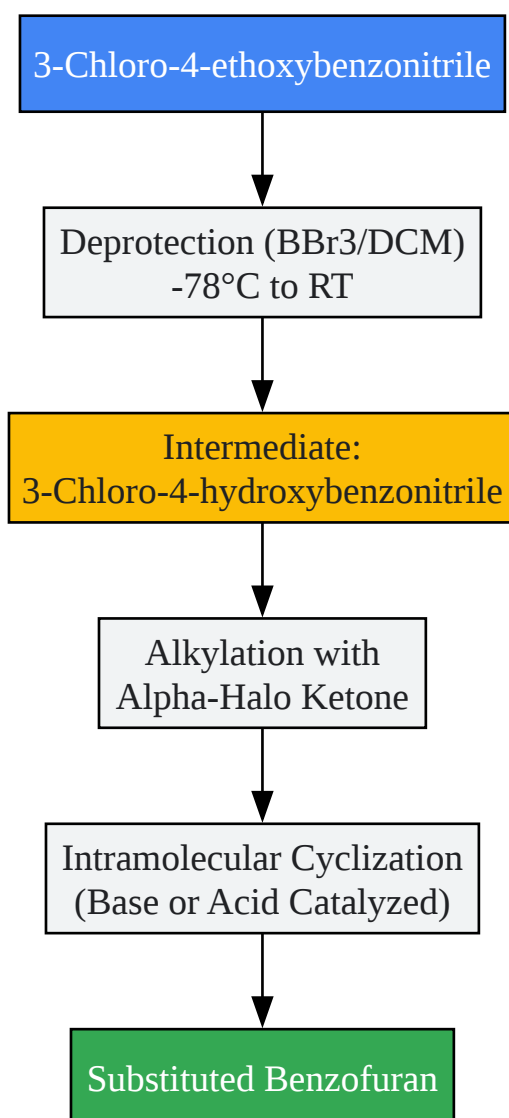 3-Chloro-4-ethoxybenzonitrile
Deprotection (BBr3/DCM)
-78°C to RT
Intermediate:
3-Chloro-4-hydroxybenzonitrile
Alkylation with
Alpha-Halo Ketone
Intramolecular Cyclization
(Base or Acid Catalyzed)
Substituted Benzofuran